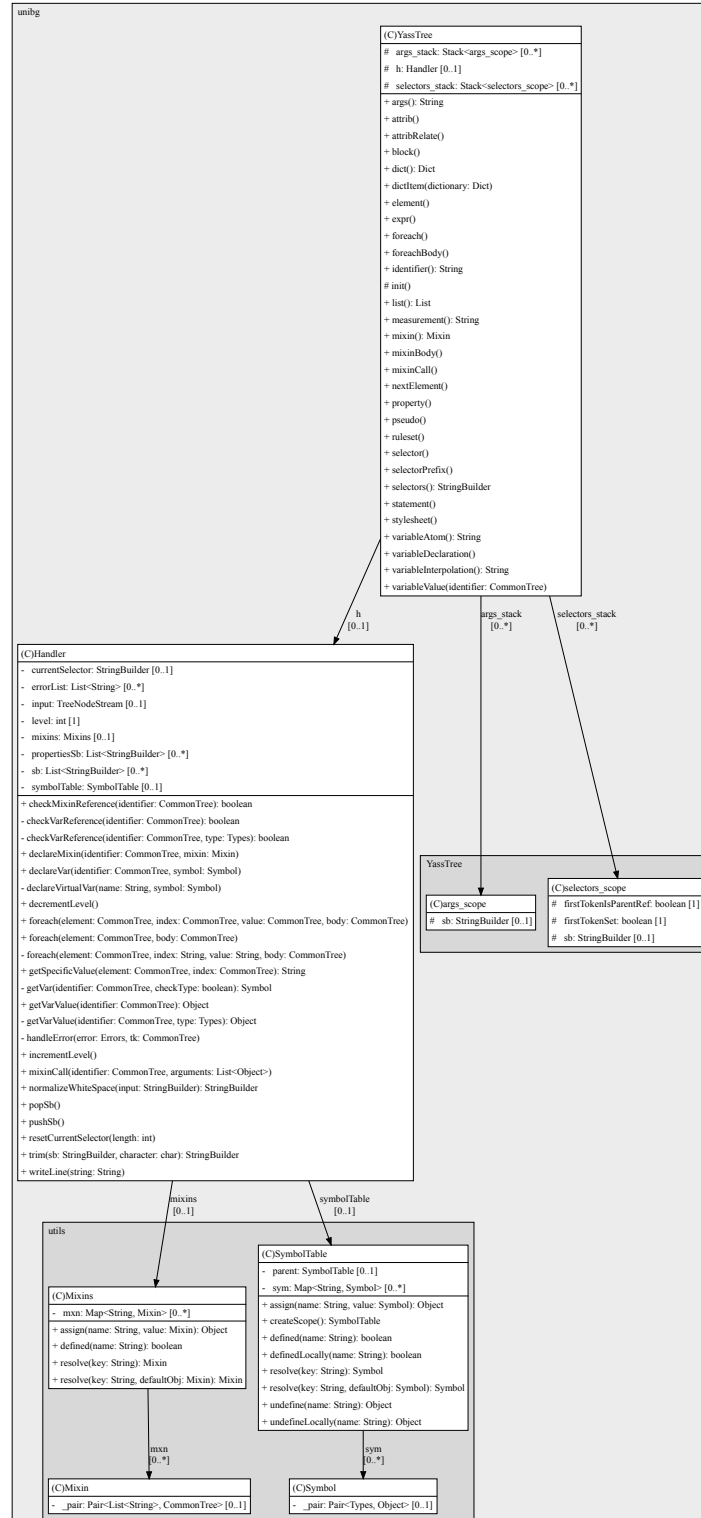 unibg
(C)YassTree
# args_stack: Stack<args_scope> [0..*]
# h: Handler [0..1]
# selectors_stack: Stack<selectors_scope> [0..*]
+ args(): String
+ attrib()
+ attribRelate()
+ block()
+ dict(): Dict
+ dictItem(dictionary: Dict)
+ element()
+ expr()
+ foreach()
+ foreachBody()
+ identifier(): String
# init()
+ list(): List
+ measurement(): String
+ mixin(): Mixin
+ mixinBody()
+ mixinCall()
+ nextElement()
+ property()
+ pseudo()
+ ruleset()
+ selector()
+ selectorPrefix()
+ selectors(): StringBuilder
+ statement()
+ stylesheet()
+ variableAtom(): String
+ variableDeclaration()
+ variableInterpolation(): String
+ variableValue(identifier: CommonTree)
h
[0..1]
args_stack
[0..*]
selectors_stack
[0..*]
(C)Handler
- currentSelector: StringBuilder [0..1]
- errorList: List<String> [0..*]
- input: TreeNodeStream [0..1]
- level: int [1]
- mixins: Mixins [0..1]
- propertiesSb: List<StringBuilder> [0..*]
- sb: List<StringBuilder> [0..*]
- symbolTable: SymbolTable [0..1]
+ checkMixinReference(identifier: CommonTree): boolean
- checkVarReference(identifier: CommonTree): boolean
- checkVarReference(identifier: CommonTree, type: Types): boolean
+ declareMixin(identifier: CommonTree, mixin: Mixin)
+ declareVar(identifier: CommonTree, symbol: Symbol)
- declareVirtualVar(name: String, symbol: Symbol)
+ decrementLevel()
+ foreach(element: CommonTree, index: CommonTree, value: CommonTree, body: CommonTree)
+ foreach(element: CommonTree, body: CommonTree)
- foreach(element: CommonTree, index: String, value: String, body: CommonTree)
+ getSpecificValue(element: CommonTree, index: CommonTree): String
- getVar(identifier: CommonTree, checkType: boolean): Symbol
+ getVarValue(identifier: CommonTree): Object
- getVarValue(identifier: CommonTree, type: Types): Object
- handleError(error: Errors, tk: CommonTree)
+ incrementLevel()
+ mixinCall(identifier: CommonTree, arguments: List<Object>)
+ normalizeWhiteSpace(input: StringBuilder): StringBuilder
+ popSb()
+ pushSb()
+ resetCurrentSelector(length: int)
+ trim(sb: StringBuilder, character: char): StringBuilder
+ writeLine(string: String)
YassTree
(C)args_scope
# sb: StringBuilder [0..1]
(C)selectors_scope
# firstTokenIsParentRef: boolean [1]
# firstTokenSet: boolean [1]
# sb: StringBuilder [0..1]
mixins
[0..1]
symbolTable
[0..1]
utils
(C)Mixins
- mxn: Map<String, Mixin> [0..*]
+ assign(name: String, value: Mixin): Object
+ defined(name: String): boolean
+ resolve(key: String): Mixin
+ resolve(key: String, defaultObj: Mixin): Mixin
(C)SymbolTable
- parent: SymbolTable [0..1]
- sym: Map<String, Symbol> [0..*]
+ assign(name: String, value: Symbol): Object
+ createScope(): SymbolTable
+ defined(name: String): boolean
+ definedLocally(name: String): boolean
+ resolve(key: String): Symbol
+ resolve(key: String, defaultObj: Symbol): Symbol
+ undefine(name: String): Object
+ undefineLocally(name: String): Object
mxn
[0..*]
sym
[0..*]
(C)Mixin
- _pair: Pair<List<String>, CommonTree> [0..1]
(C)Symbol
- _pair: Pair<Types, Object> [0..1]